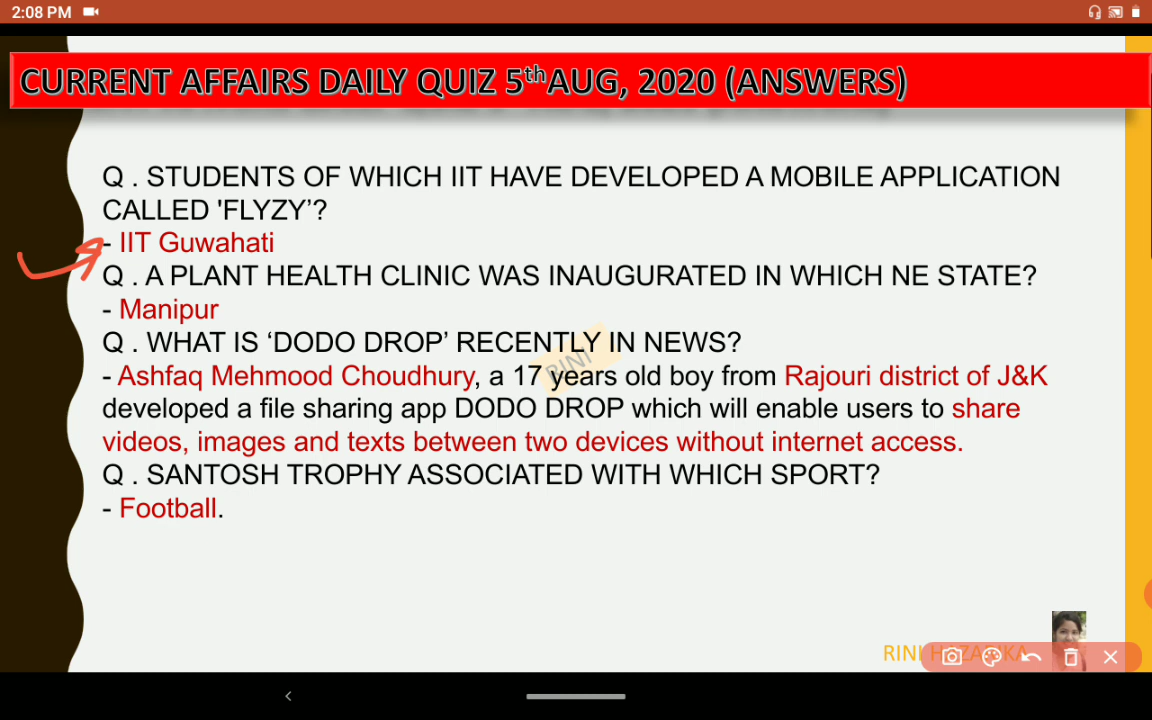 2:08 PM
CURRENT AFFAIRS DAILY QUIZ 5th AUG, 2020 (ANSWERS)
Q . STUDENTS OF WHICH IIT HAVE DEVELOPED A MOBILE APPLICATION
CALLED 'FLYZY’?
- IIT Guwahati
Q . A PLANT HEALTH CLINIC WAS INAUGURATED IN WHICH NE STATE?
- Manipur
Q . WHAT IS ‘DODO DROP’ RECENTLY IN NEWS?
RINI
- Ashfaq Mehmood Choudhury, a 17 years old boy from Rajouri district of J&K
developed a file sharing app DODO DROP which will enable users to share
videos, images and texts between two devices without internet access.
Q . SANTOSH TROPHY ASSOCIATED WITH WHICH SPORT?
- Football.
RINI